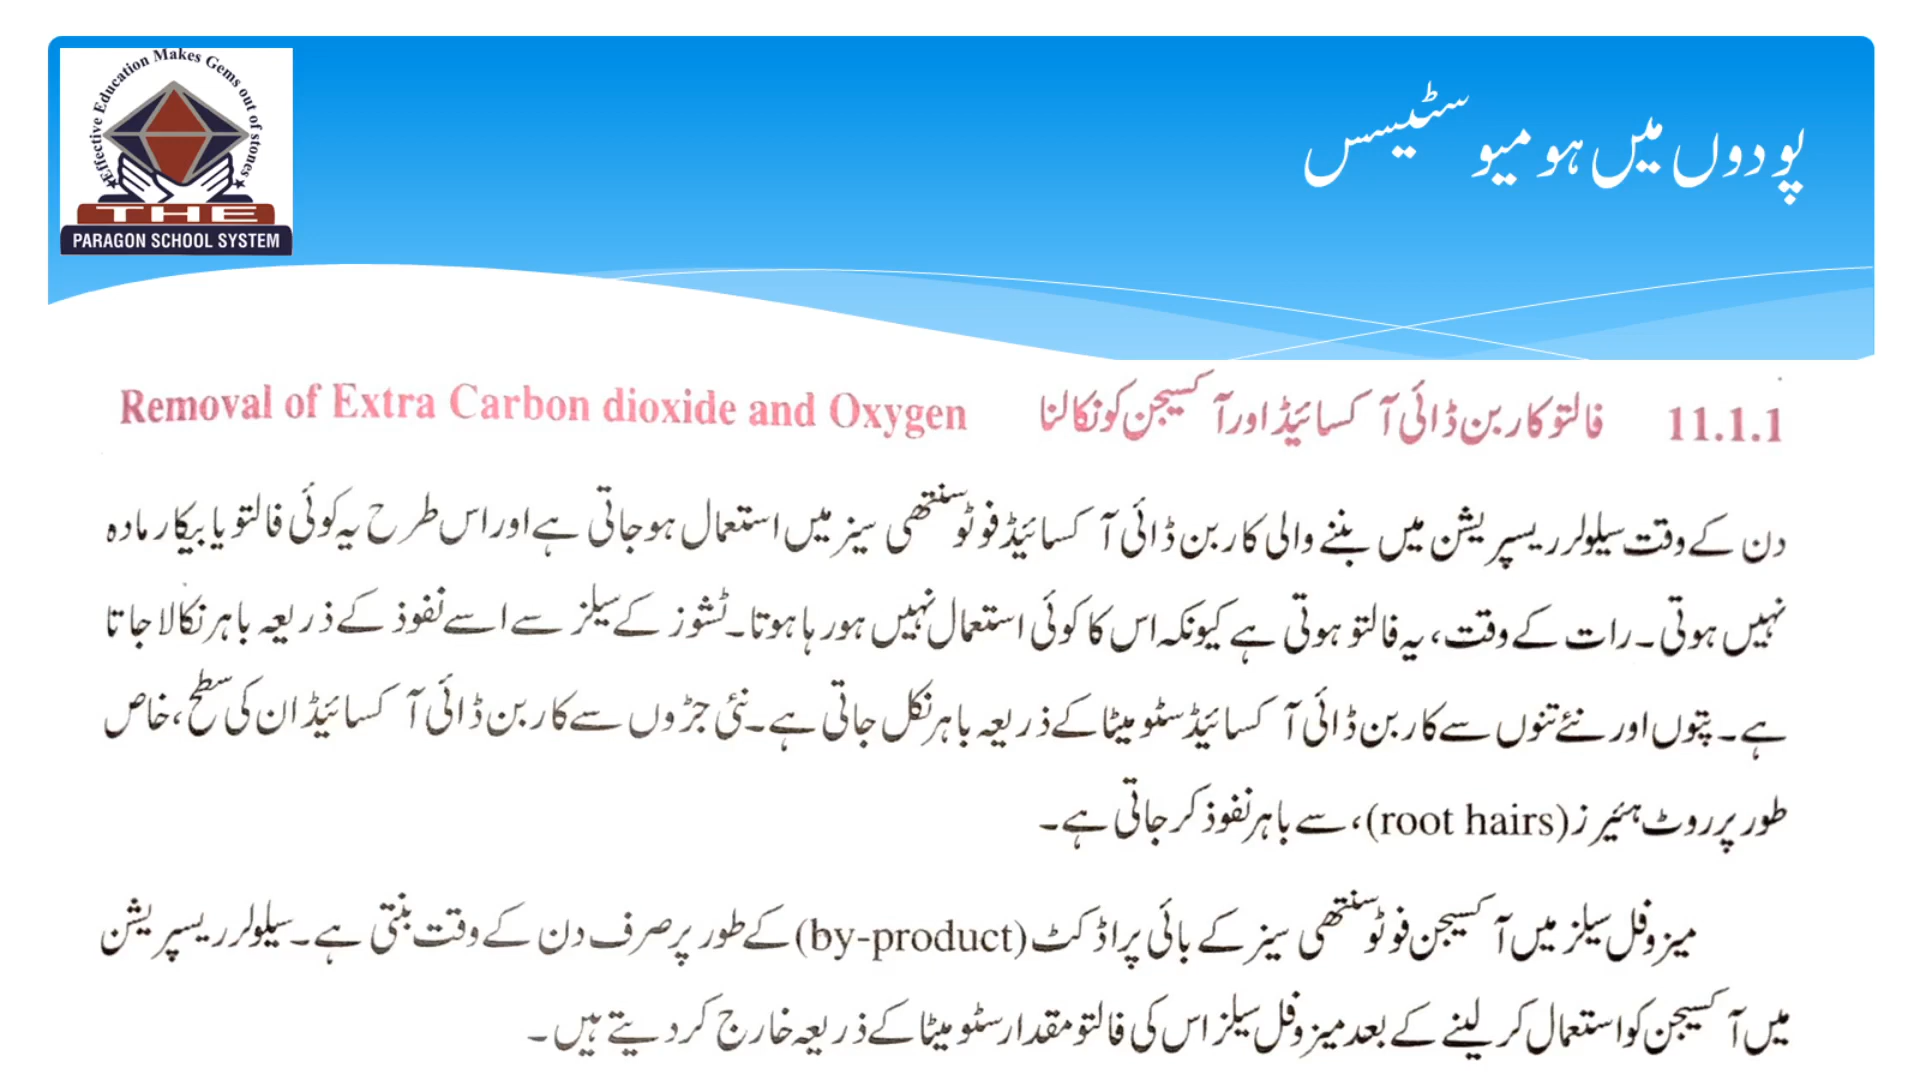 Effective Education Makes Gems out of stones
THE
PARAGON SCHOOL SYSTEM
پودوں میں ہومیوسٹیسس
11.1.1 فالتو کاربن ڈائی آکسائیڈ اور آکسیجن کو نکالنا Removal of Extra Carbon dioxide and Oxygen
دن کے وقت سیلولر ریسپریشن میں بننے والی کاربن ڈائی آکسائیڈ فوٹو سنتھی سیز میں استعمال ہو جاتی ہے اور اس طرح یہ کوئی فالتو یا بیکار مادہ
نہیں ہوتی۔ رات کے وقت، یہ فالتو ہوتی ہے کیونکہ اس کا کوئی استعمال نہیں ہو رہا ہوتا۔ ٹشوز کے سیلز سے اسے نفوذ کے ذریعہ باہر نکالا جاتا
ہے۔ پتوں اور نئے تنوں سے کاربن ڈائی آکسائیڈ سٹومیٹا کے ذریعہ باہر نکل جاتی ہے۔ نئی جڑوں سے کاربن ڈائی آکسائیڈ ان کی سطح، خاص
طور پر روٹ ہئیرز (root hairs)، سے باہر نفوذ کر جاتی ہے۔
میزوفل سیلز میں آکسیجن فوٹو سنتھی سیز کے بائی پراڈکٹ (by-product) کے طور پر صرف دن کے وقت بنتی ہے۔ سیلولر ریسپریشن
میں آکسیجن کو استعمال کر لینے کے بعد میزوفل سیلز اس کی فالتو مقدار سٹومیٹا کے ذریعہ خارج کر دیتے ہیں۔